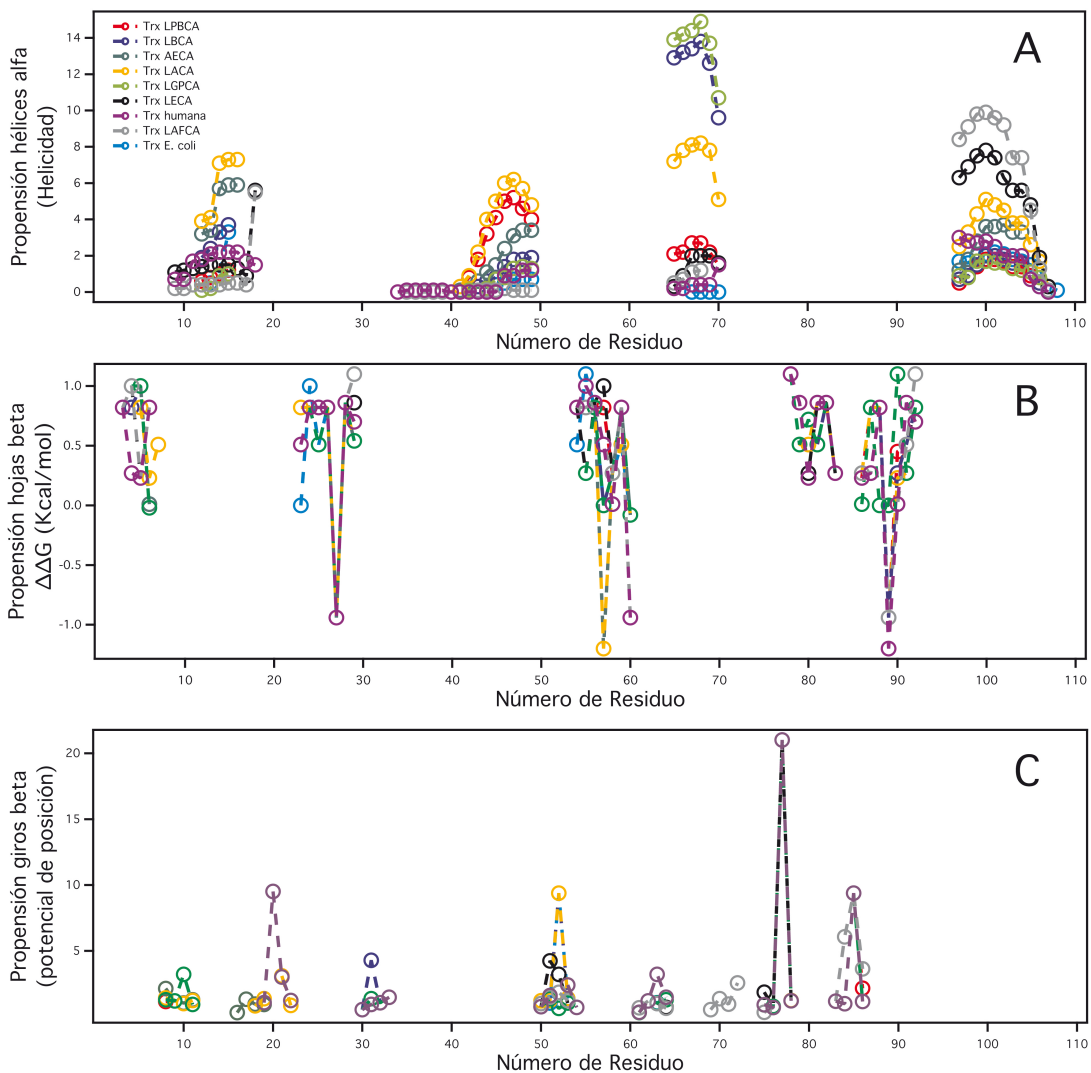 Propensión hélices alfa
(Helicidad)
14
12
10
8
6
4
2
0
Trx LPBCA
Trx LBCA
Trx AECA
Trx LACA
Trx LGPCA
Trx LECA
Trx humana
Trx LAFCA
Trx E. coli
A
10 20 30 40 50 60 70 80 90 100 110
Número de Residuo
Propensión hojas beta
ΔΔG (Kcal/mol)
1.0
0.5
0.0
-0.5
-1.0
B
10 20 30 40 50 60 70 80 90 100 110
Número de Residuo
Propensión giros beta
(potencial de posición)
20
15
10
5
C
10 20 30 40 50 60 70 80 90 100 110
Número de Residuo